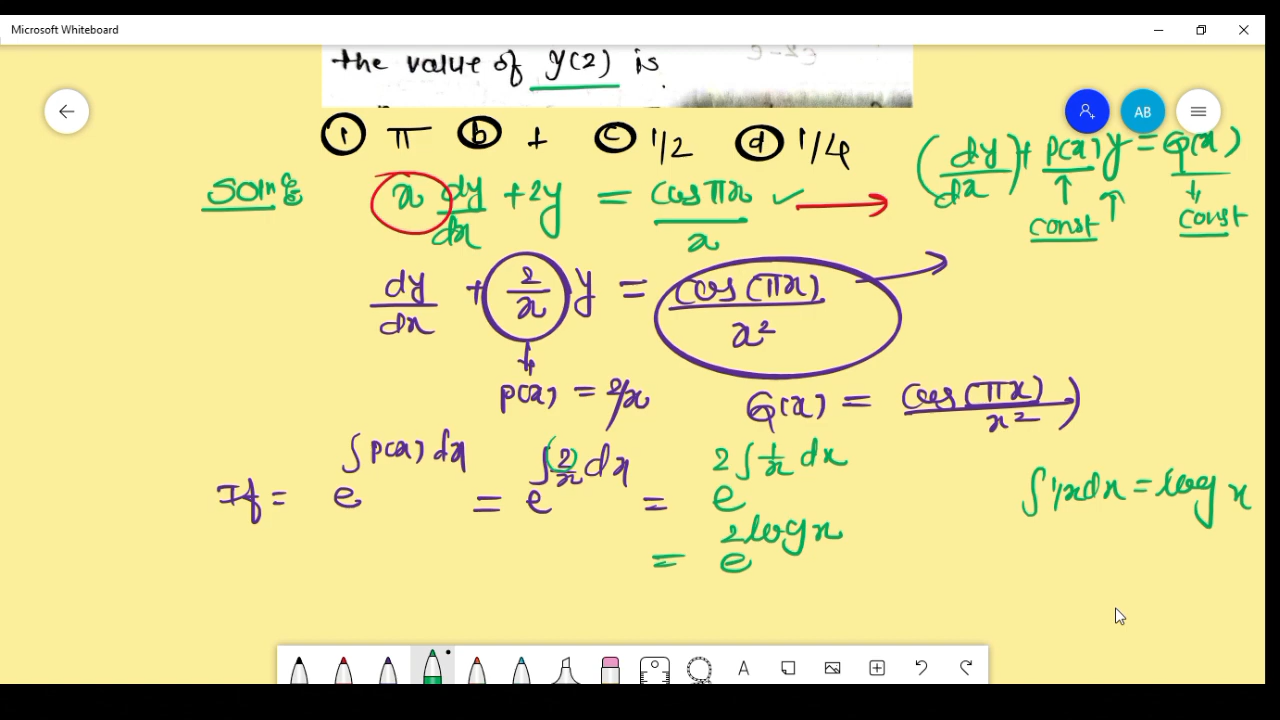 Microsoft Whiteboard
the value of y(2) is
AB
① π ⓑ + ⓒ 1/2 ⓓ 1/4
Soln: x dy/dx + 2y = cos πx / x ✓ → (dy/dx) + P(x) y = Q(x)
const const
dy/dx + 2/x y = cos(πx) / x²
P(x) = 2/x Q(x) = cos(πx) / x²)
If = e^∫P(x) dx = e^∫2/x dx = e^2∫1/x dx ∫1/x dx = log x
= e^2log x
A